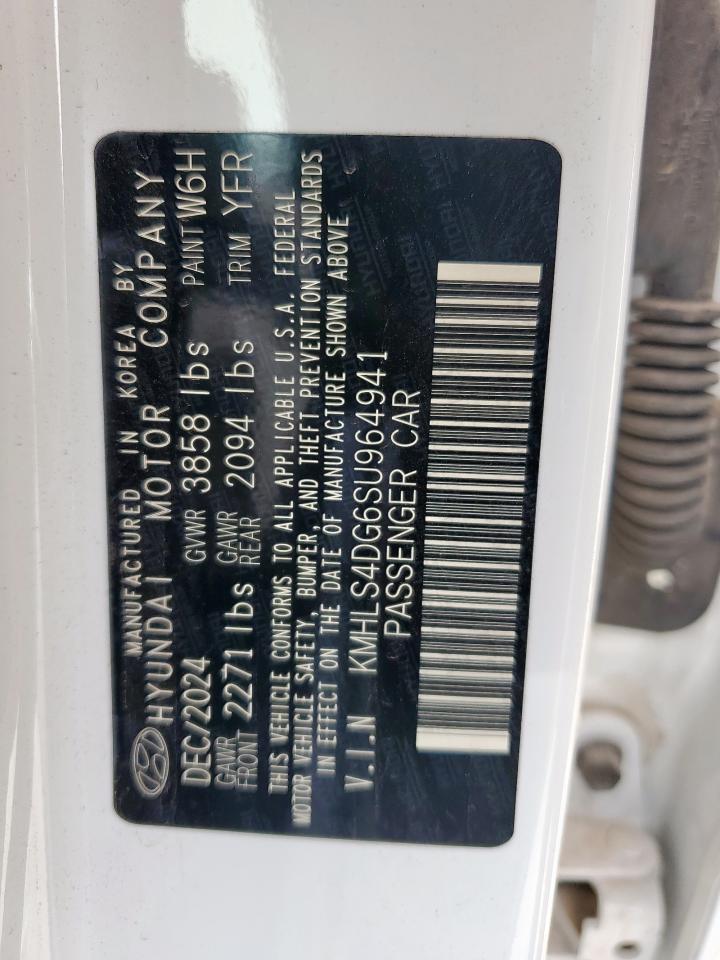 MANUFACTURED IN KOREA BY
HYUNDAI MOTOR COMPANY
DEC/2024 GVWR 3858 lbs PAINT W6H
GAWR FRONT 2271 lbs GAWR REAR 2094 lbs TRIM YFR
THIS VEHICLE CONFORMS TO ALL APPLICABLE U.S.A. FEDERAL
MOTOR VEHICLE SAFETY, BUMPER, AND THEFT PREVENTION STANDARDS
IN EFFECT ON THE DATE OF MANUFACTURE SHOWN ABOVE
V.I.N KMHLS4DG6SU964941
PASSENGER CAR